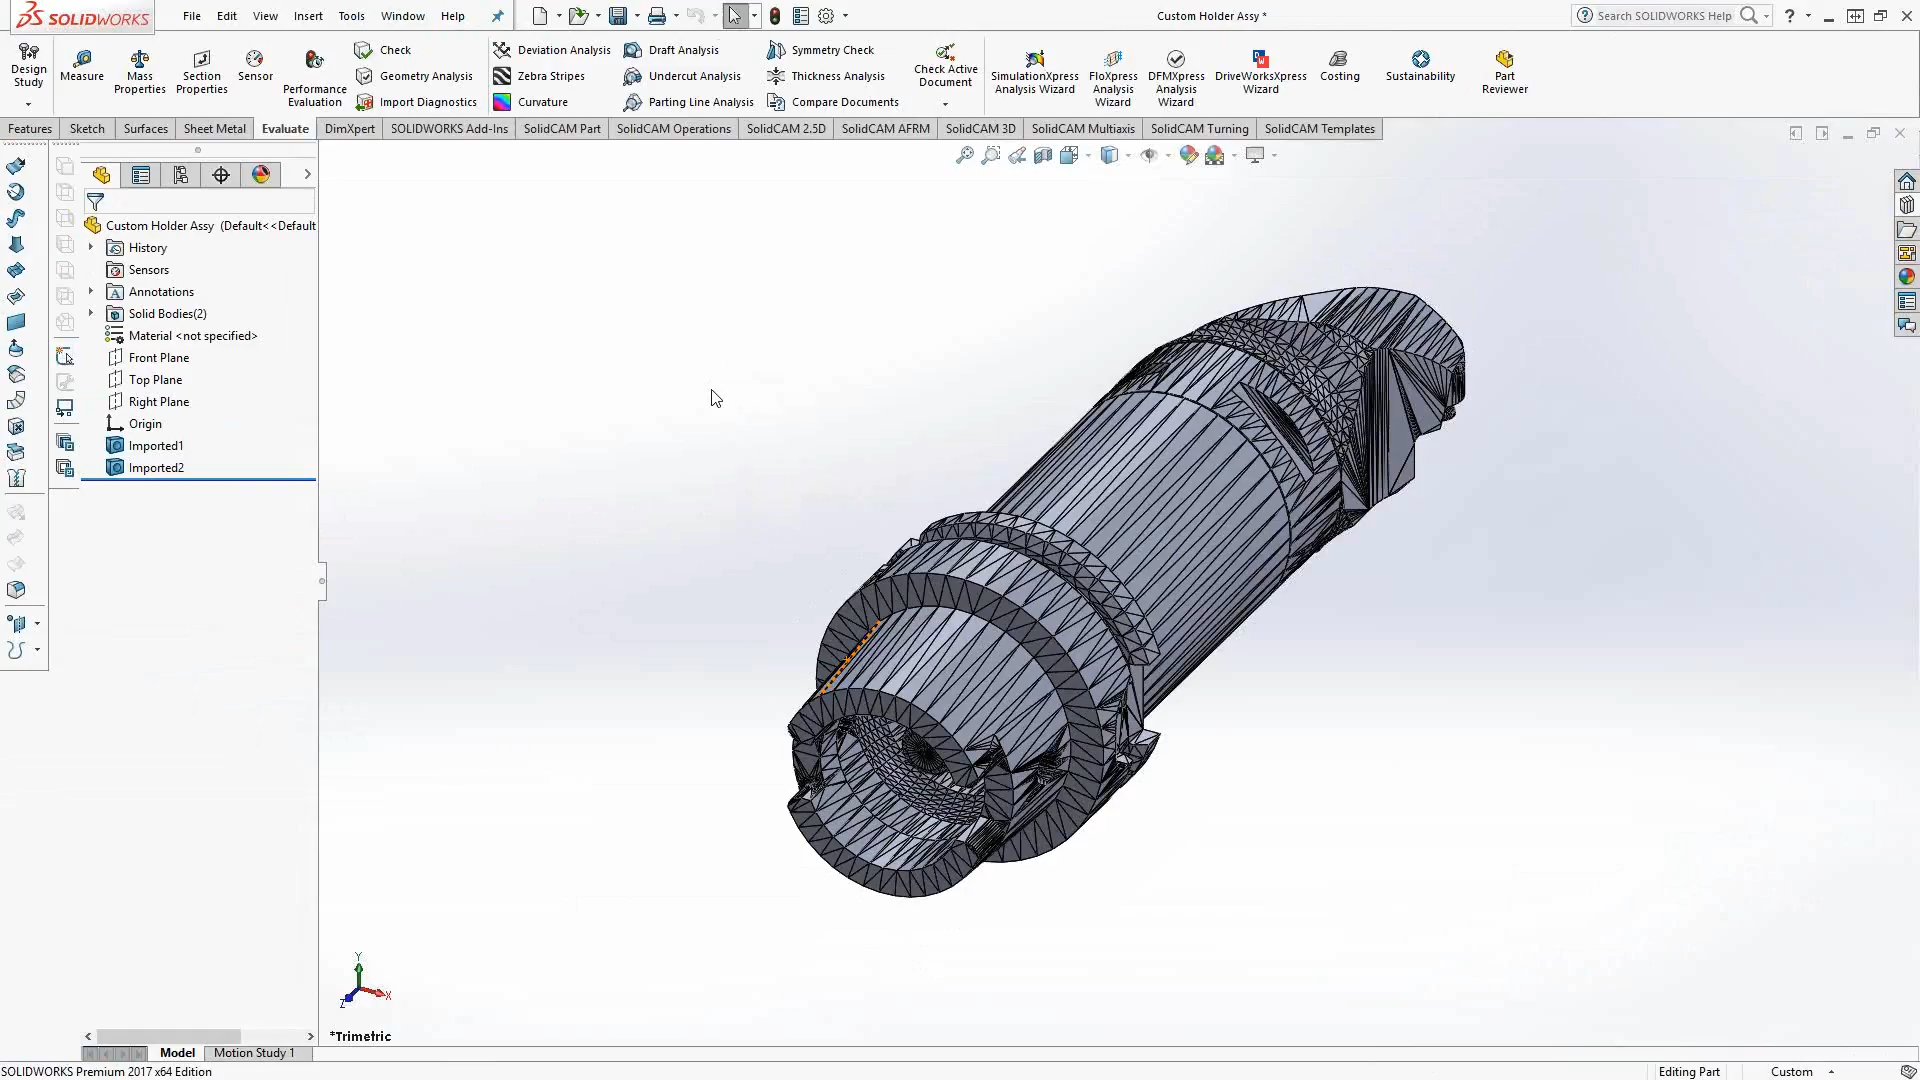 SOLIDWORKS File Edit View Insert Tools Window Help Custom Holder Assy * Search SOLIDWORKS Help ?
Design Study
Measure
Mass Properties
Section Properties
Sensor
Performance Evaluation
Check
Geometry Analysis
Import Diagnostics
Deviation Analysis
Zebra Stripes
Curvature
Draft Analysis
Undercut Analysis
Parting Line Analysis
Symmetry Check
Thickness Analysis
Compare Documents
Check Active Document
SimulationXpress Analysis Wizard
FloXpress Analysis Wizard
DFMXpress Analysis Wizard
DriveWorksXpress Wizard
Costing
Sustainability
Part Reviewer
Features Sketch Surfaces Sheet Metal Evaluate DimXpert SOLIDWORKS Add-Ins SolidCAM Part SolidCAM Operations SolidCAM 2.5D SolidCAM AFRM SolidCAM 3D SolidCAM Multiaxis SolidCAM Turning SolidCAM Templates
Custom Holder Assy (Default<<Default
History
Sensors
Annotations
Solid Bodies(2)
Material <not specified>
Front Plane
Top Plane
Right Plane
Origin
Imported1
Imported2
Y
X
Z
*Trimetric
Model Motion Study 1
SOLIDWORKS Premium 2017 x64 Edition Editing Part Custom